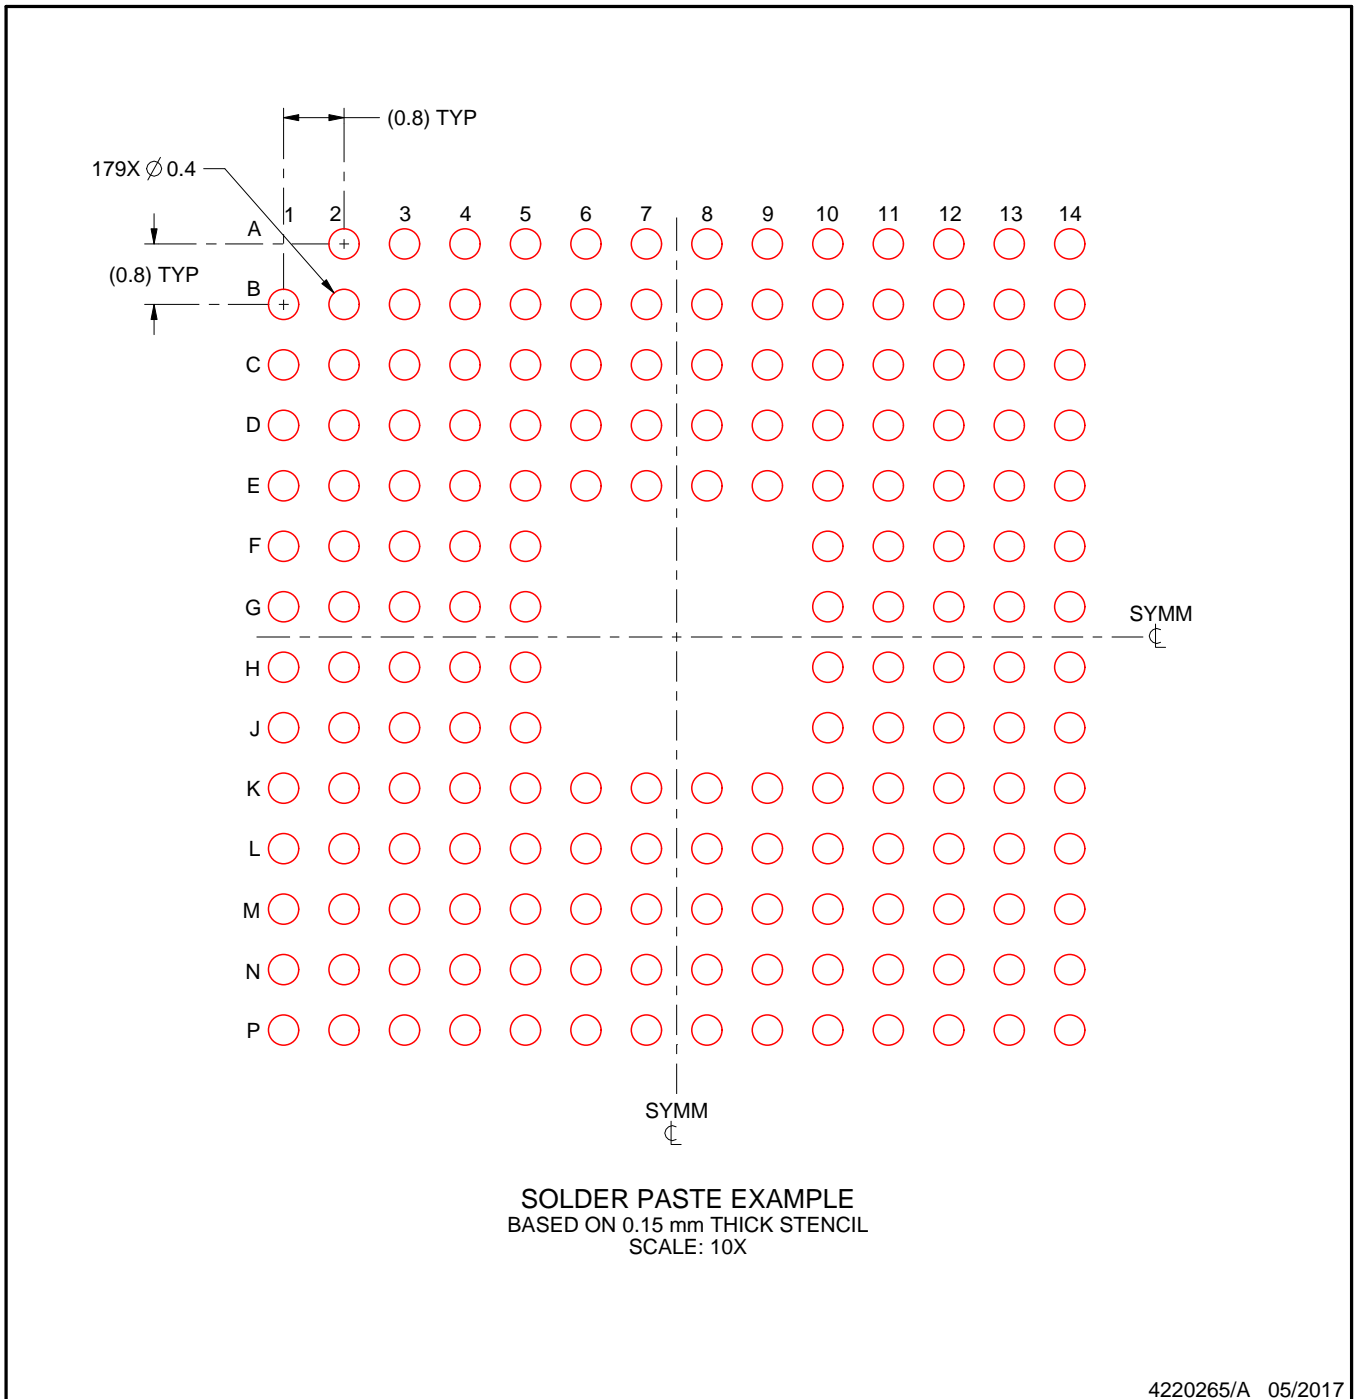 (0.8) TYP
179X ∅ 0.4
1 2 3 4 5 6 7 8 9 10 11 12 13 14
A
(0.8) TYP
B
C
D
E
F
G
SYMM
℄
H
J
K
L
M
N
P
SYMM
℄
SOLDER PASTE EXAMPLE
BASED ON 0.15 mm THICK STENCIL
SCALE: 10X
4220265/A 05/2017